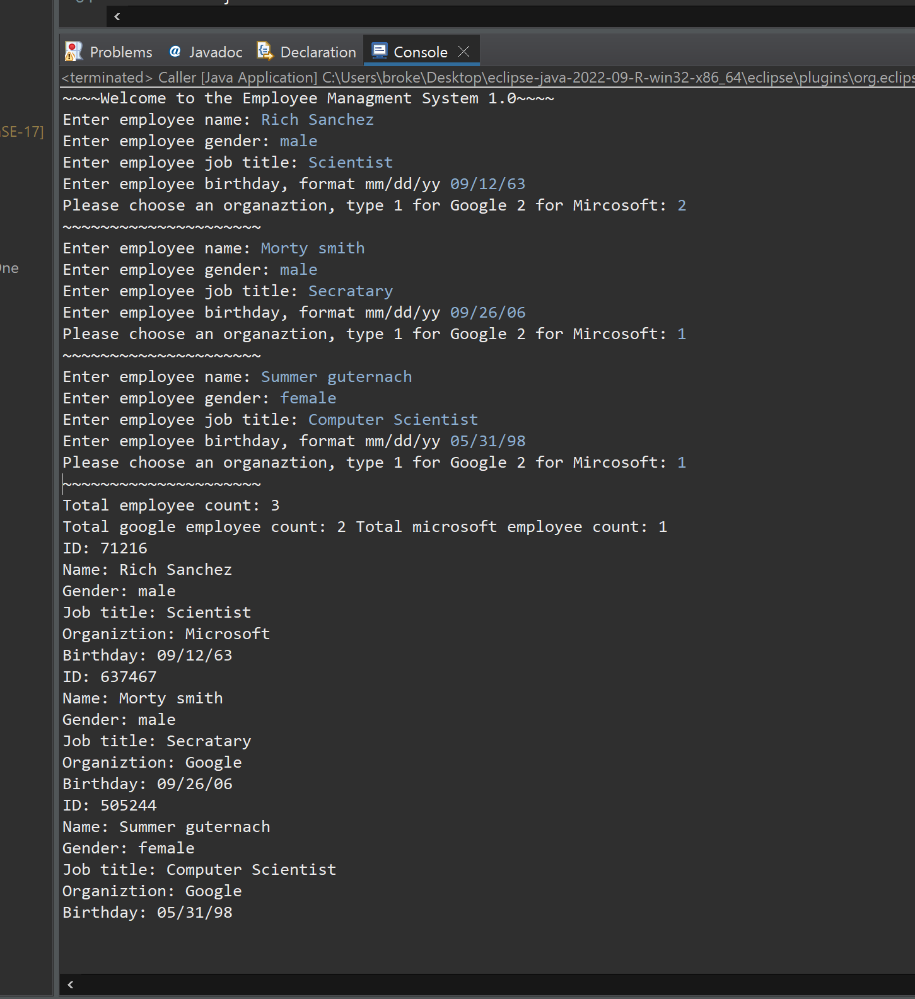 Problems @ Javadoc Declaration Console
<terminated> Caller [Java Application] C:\Users\broke\Desktop\eclipse-java-2022-09-R-win32-x86_64\eclipse\plugins\org.eclips
~~~~Welcome to the Employee Managment System 1.0~~~~
Enter employee name: Rich Sanchez
SE-17]
Enter employee gender: male
Enter employee job title: Scientist
Enter employee birthday, format mm/dd/yy 09/12/63
Please choose an organaztion, type 1 for Google 2 for Mircosoft: 2
~~~~~~~~~~~~~~~~~~~~~
Enter employee name: Morty smith
One
Enter employee gender: male
Enter employee job title: Secratary
Enter employee birthday, format mm/dd/yy 09/26/06
Please choose an organaztion, type 1 for Google 2 for Mircosoft: 1
~~~~~~~~~~~~~~~~~~~~~
Enter employee name: Summer guternach
Enter employee gender: female
Enter employee job title: Computer Scientist
Enter employee birthday, format mm/dd/yy 05/31/98
Please choose an organaztion, type 1 for Google 2 for Mircosoft: 1
~~~~~~~~~~~~~~~~~~~~~
Total employee count: 3
Total google employee count: 2 Total microsoft employee count: 1
ID: 71216
Name: Rich Sanchez
Gender: male
Job title: Scientist
Organiztion: Microsoft
Birthday: 09/12/63
ID: 637467
Name: Morty smith
Gender: male
Job title: Secratary
Organiztion: Google
Birthday: 09/26/06
ID: 505244
Name: Summer guternach
Gender: female
Job title: Computer Scientist
Organiztion: Google
Birthday: 05/31/98